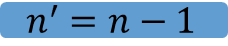 n′ = n − 1